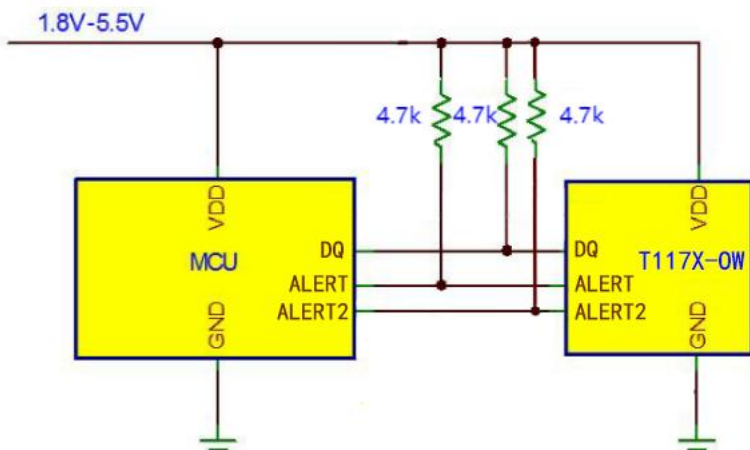 1.8V-5.5V
4.7k 4.7k 4.7k
VDD VDD
DQ DQ
MCU T117X-OW
ALERT ALERT
ALERT2 ALERT2
GND GND